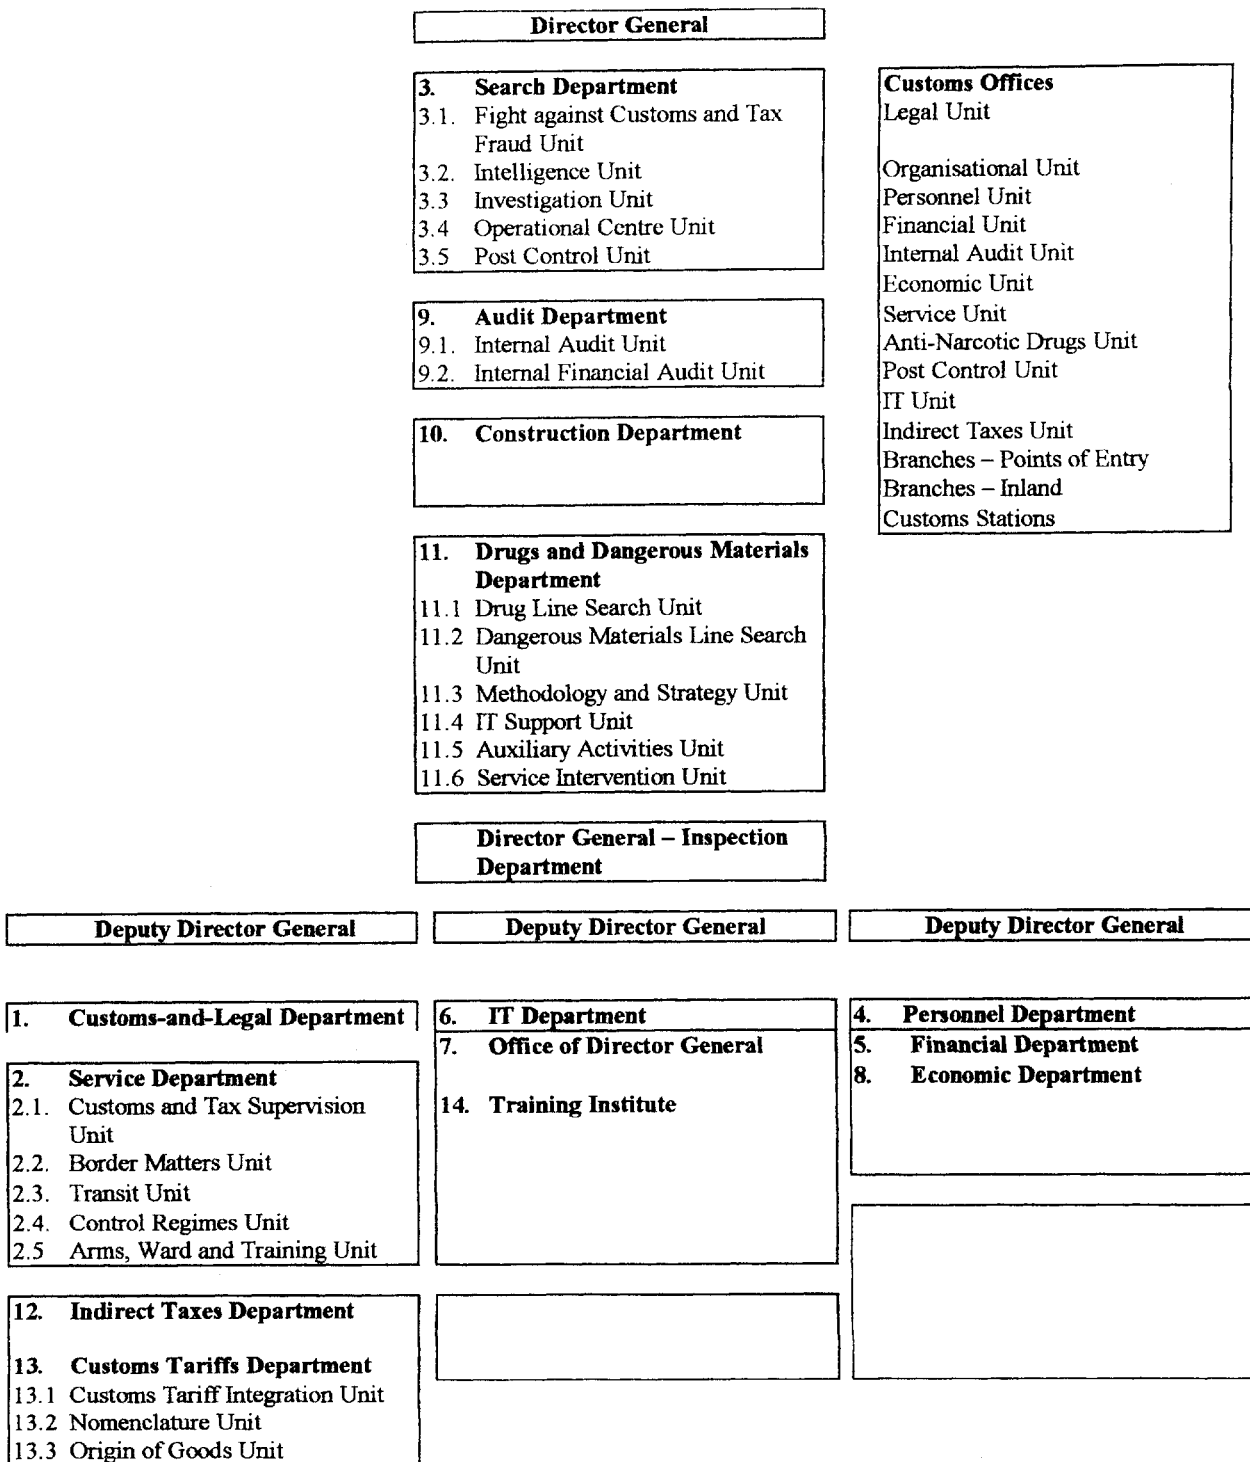 Director General
3. Search Department
3.1. Fight against Customs and Tax
Fraud Unit
3.2. Intelligence Unit
3.3 Investigation Unit
3.4 Operational Centre Unit
3.5 Post Control Unit
9. Audit Department
9.1. Internal Audit Unit
9.2. Internal Financial Audit Unit
10. Construction Department
11. Drugs and Dangerous Materials
Department
11.1 Drug Line Search Unit
11.2 Dangerous Materials Line Search
Unit
11.3 Methodology and Strategy Unit
11.4 IT Support Unit
11.5 Auxiliary Activities Unit
11.6 Service Intervention Unit
Director General – Inspection
Department
Customs Offices
Legal Unit
Organisational Unit
Personnel Unit
Financial Unit
Internal Audit Unit
Economic Unit
Service Unit
Anti-Narcotic Drugs Unit
Post Control Unit
IT Unit
Indirect Taxes Unit
Branches – Points of Entry
Branches – Inland
Customs Stations
Deputy Director General
1. Customs-and-Legal Department
2. Service Department
2.1. Customs and Tax Supervision
Unit
2.2. Border Matters Unit
2.3. Transit Unit
2.4. Control Regimes Unit
2.5 Arms, Ward and Training Unit
12. Indirect Taxes Department
13. Customs Tariffs Department
13.1 Customs Tariff Integration Unit
13.2 Nomenclature Unit
13.3 Origin of Goods Unit
Deputy Director General
6. IT Department
7. Office of Director General
14. Training Institute
Deputy Director General
4. Personnel Department
5. Financial Department
8. Economic Department